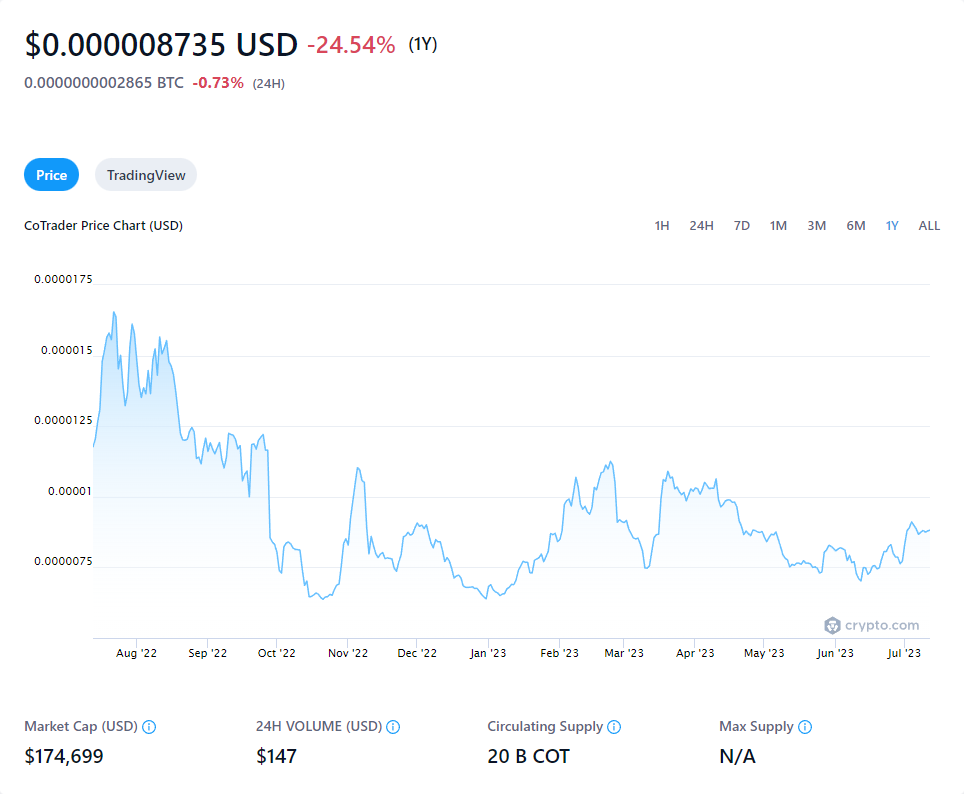 $0.000008735 USD -24.54% (1Y)
0.0000000002865 BTC -0.73% (24H)
Price TradingView
CoTrader Price Chart (USD) 1H 24H 7D 1M 3M 6M 1Y ALL
0.0000175
0.000015
0.0000125
0.00001
0.0000075
crypto.com
Aug '22 Sep '22 Oct '22 Nov '22 Dec '22 Jan '23 Feb '23 Mar '23 Apr '23 May '23 Jun '23 Jul '23
Market Cap (USD) 24H VOLUME (USD) Circulating Supply Max Supply
$174,699 $147 20 B COT N/A